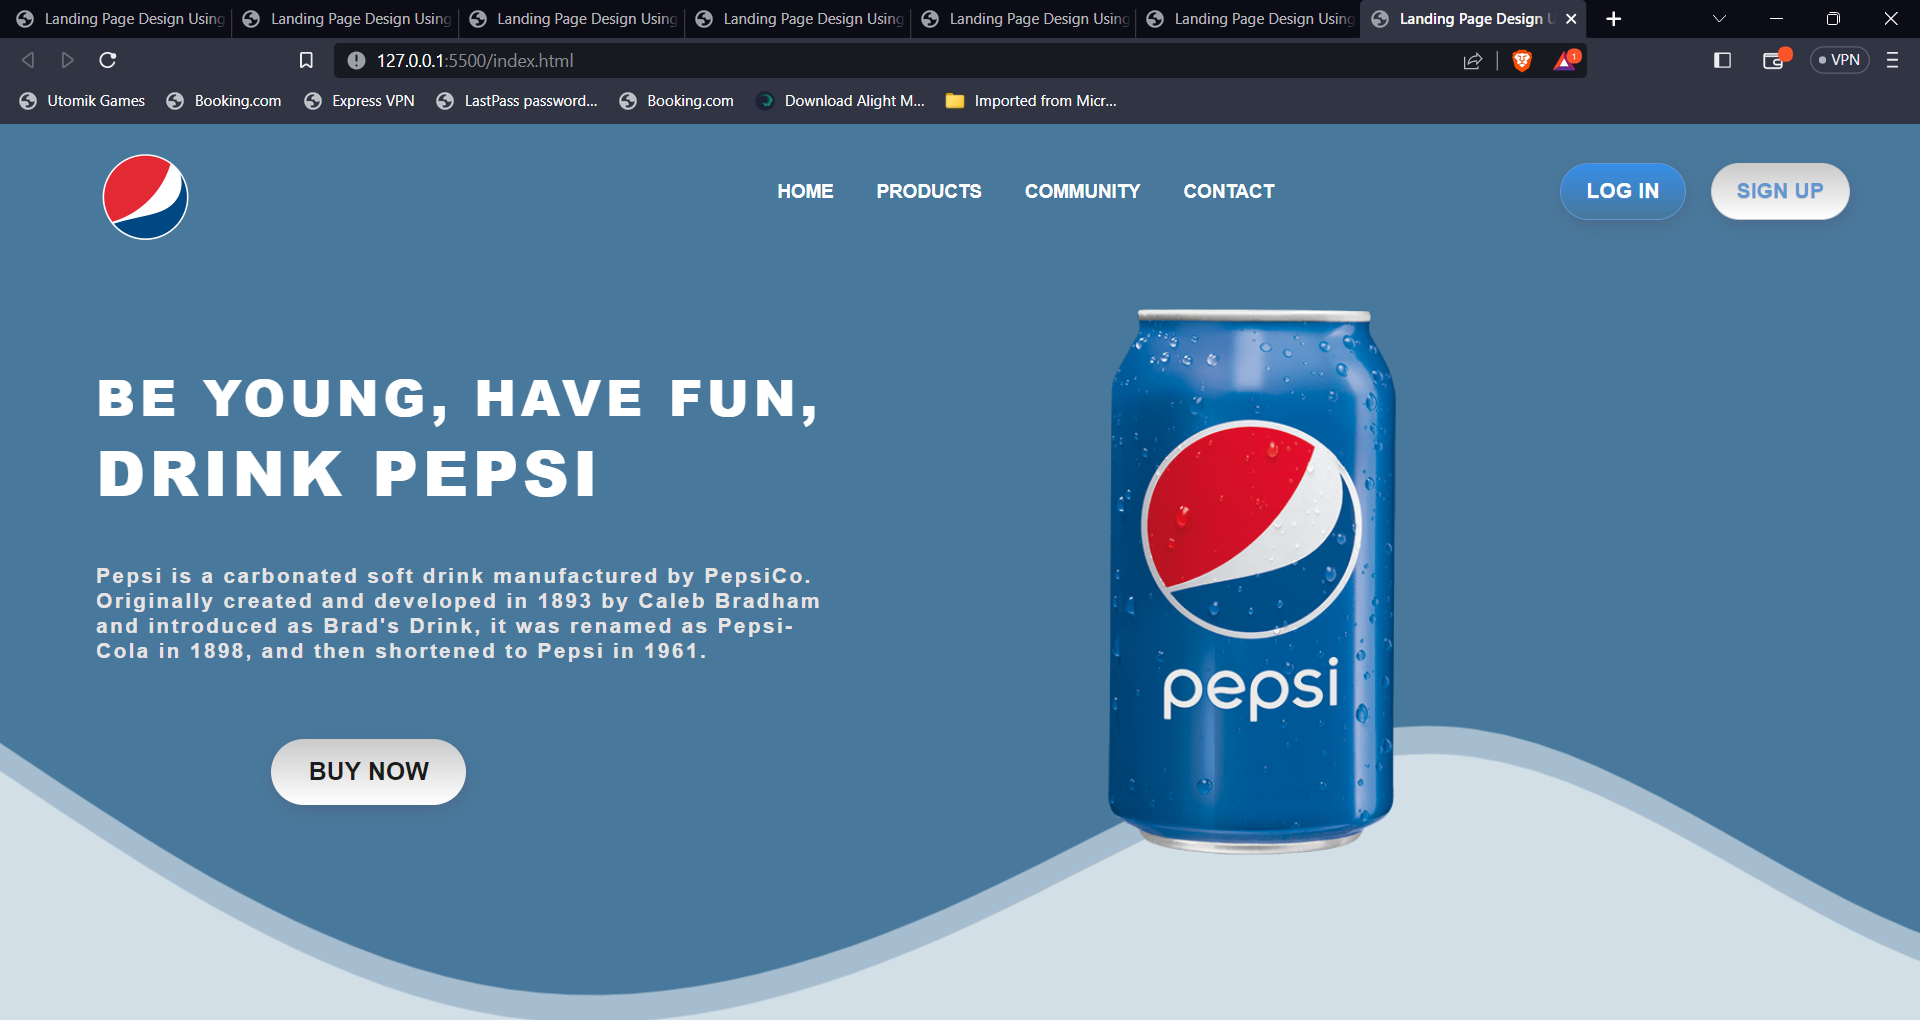 Landing Page Design Using
Landing Page Design Using
Landing Page Design Using
Landing Page Design Using
Landing Page Design Using
Landing Page Design Using
Landing Page Design U
127.0.0.1:5500/index.html
1
VPN
Utomik Games
Booking.com
Express VPN
LastPass password...
Booking.com
Download Alight M...
Imported from Micr...
HOME
PRODUCTS
COMMUNITY
CONTACT
LOG IN
SIGN UP
BE YOUNG, HAVE FUN,
DRINK PEPSI
Pepsi is a carbonated soft drink manufactured by PepsiCo.
Originally created and developed in 1893 by Caleb Bradham
and introduced as Brad's Drink, it was renamed as Pepsi-
Cola in 1898, and then shortened to Pepsi in 1961.
BUY NOW
pepsi